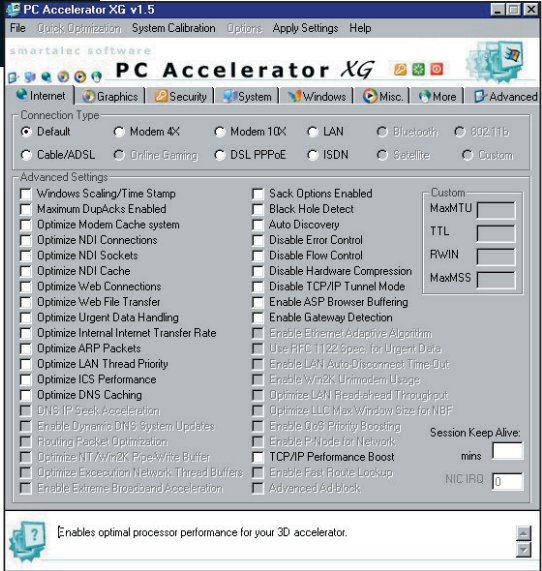 PC Accelerator XG v1.5
File Quick Optimization System Calibration Options Apply Settings Help
smartalec software
PC Accelerator XG
Internet Graphics Security System Windows Misc. More Advanced
Connection Type
Default Modem 4X Modem 10X LAN Bluetooth 802.11b
Cable/ADSL Online Gaming DSL PPPoE ISDN Satellite Custom
Advanced Settings
Windows Scaling/Time Stamp
Maximum DupAcks Enabled
Optimize Modem Cache system
Optimize NDI Connections
Optimize NDI Sockets
Optimize NDI Cache
Optimize Web Connections
Optimize Web File Transfer
Optimize Urgent Data Handling
Optimize Internal Internet Transfer Rate
Optimize ARP Packets
Optimize LAN Thread Priority
Optimize ICS Performance
Optimize DNS Caching
DNS IP Seek Acceleration
Enable Dynamic DNS System Updates
Routing Packet Optimization
Optimize NT/Win2K Pipe-Write Buffer
Optimize Excecution Network Thread Buffers
Enable Extreme Broadband Acceleration
Sack Options Enabled
Black Hole Detect
Auto Discovery
Disable Error Control
Disable Flow Control
Disable Hardware Compression
Disable TCP/IP Tunnel Mode
Enable ASP Browser Buffering
Enable Gateway Detection
Enable Ethernet Adaptive Algorithm
Use RFC 1122 Spec. for Urgent Data
Enable LAN Auto-Disconnect Time-Out
Enable Win2K Unimodem Usage
Optimize LAN Read-ahead Throughput
Optimize LLC Max Window Size for NBF
Enable QoS Priority Boosting
Enable P-Node for Network
TCP/IP Performance Boost
Enable Fast Route Lookup
Advanced Ad-block
Custom
MaxMTU
TTL
RWIN
MaxMSS
Session Keep Alive:
mins
NIC IRQ 0
Enables optimal processor performance for your 3D accelerator.